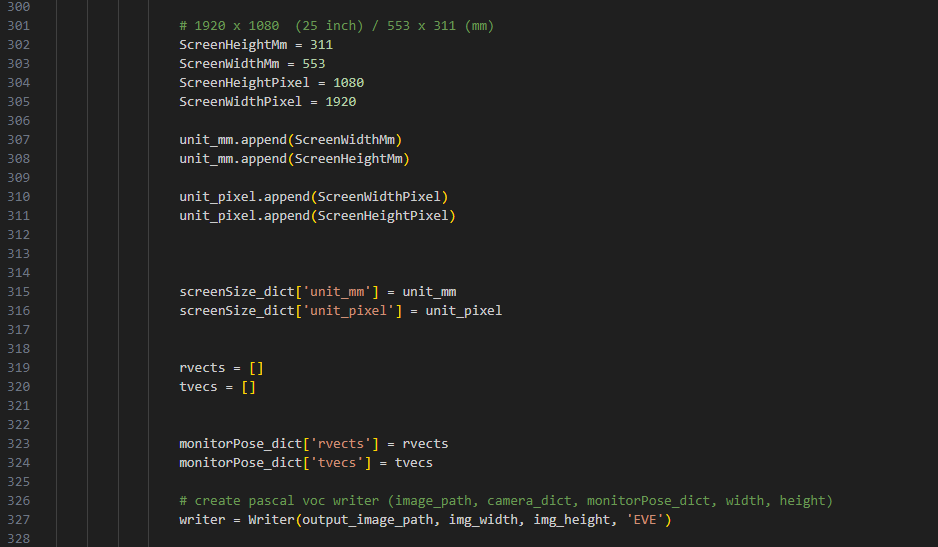 300
301 # 1920 x 1080  (25 inch) / 553 x 311 (mm)
302 ScreenHeightMm = 311
303 ScreenWidthMm = 553
304 ScreenHeightPixel = 1080
305 ScreenWidthPixel = 1920
306
307 unit_mm.append(ScreenWidthMm)
308 unit_mm.append(ScreenHeightMm)
309
310 unit_pixel.append(ScreenWidthPixel)
311 unit_pixel.append(ScreenHeightPixel)
312
313
314
315 screenSize_dict['unit_mm'] = unit_mm
316 screenSize_dict['unit_pixel'] = unit_pixel
317
318
319 rvects = []
320 tvecs = []
321
322
323 monitorPose_dict['rvects'] = rvects
324 monitorPose_dict['tvecs'] = tvecs
325
326 # create pascal voc writer (image_path, camera_dict, monitorPose_dict, width, height)
327 writer = Writer(output_image_path, img_width, img_height, 'EVE')
328